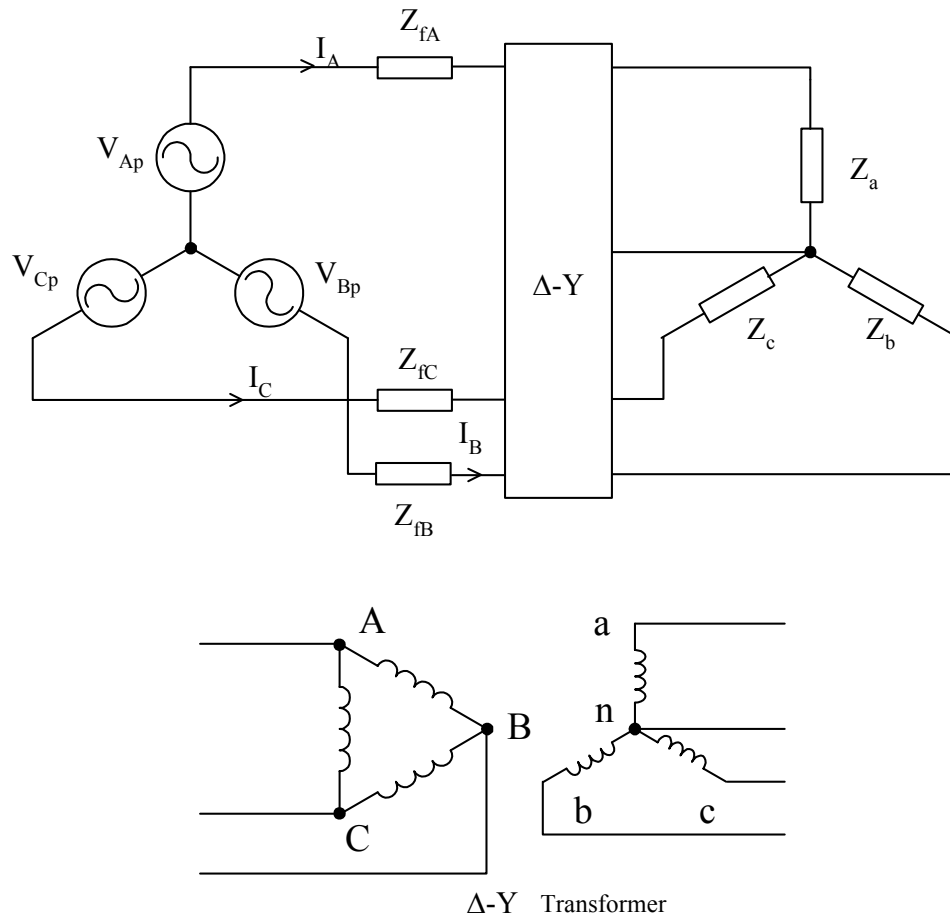 Z_fA
I_A
V_Ap
Z_a
V_Cp
V_Bp
Δ-Y
Z_c
Z_b
Z_fC
I_C
I_B
Z_fB
A
a
n
B
b
c
C
Δ-Y Transformer